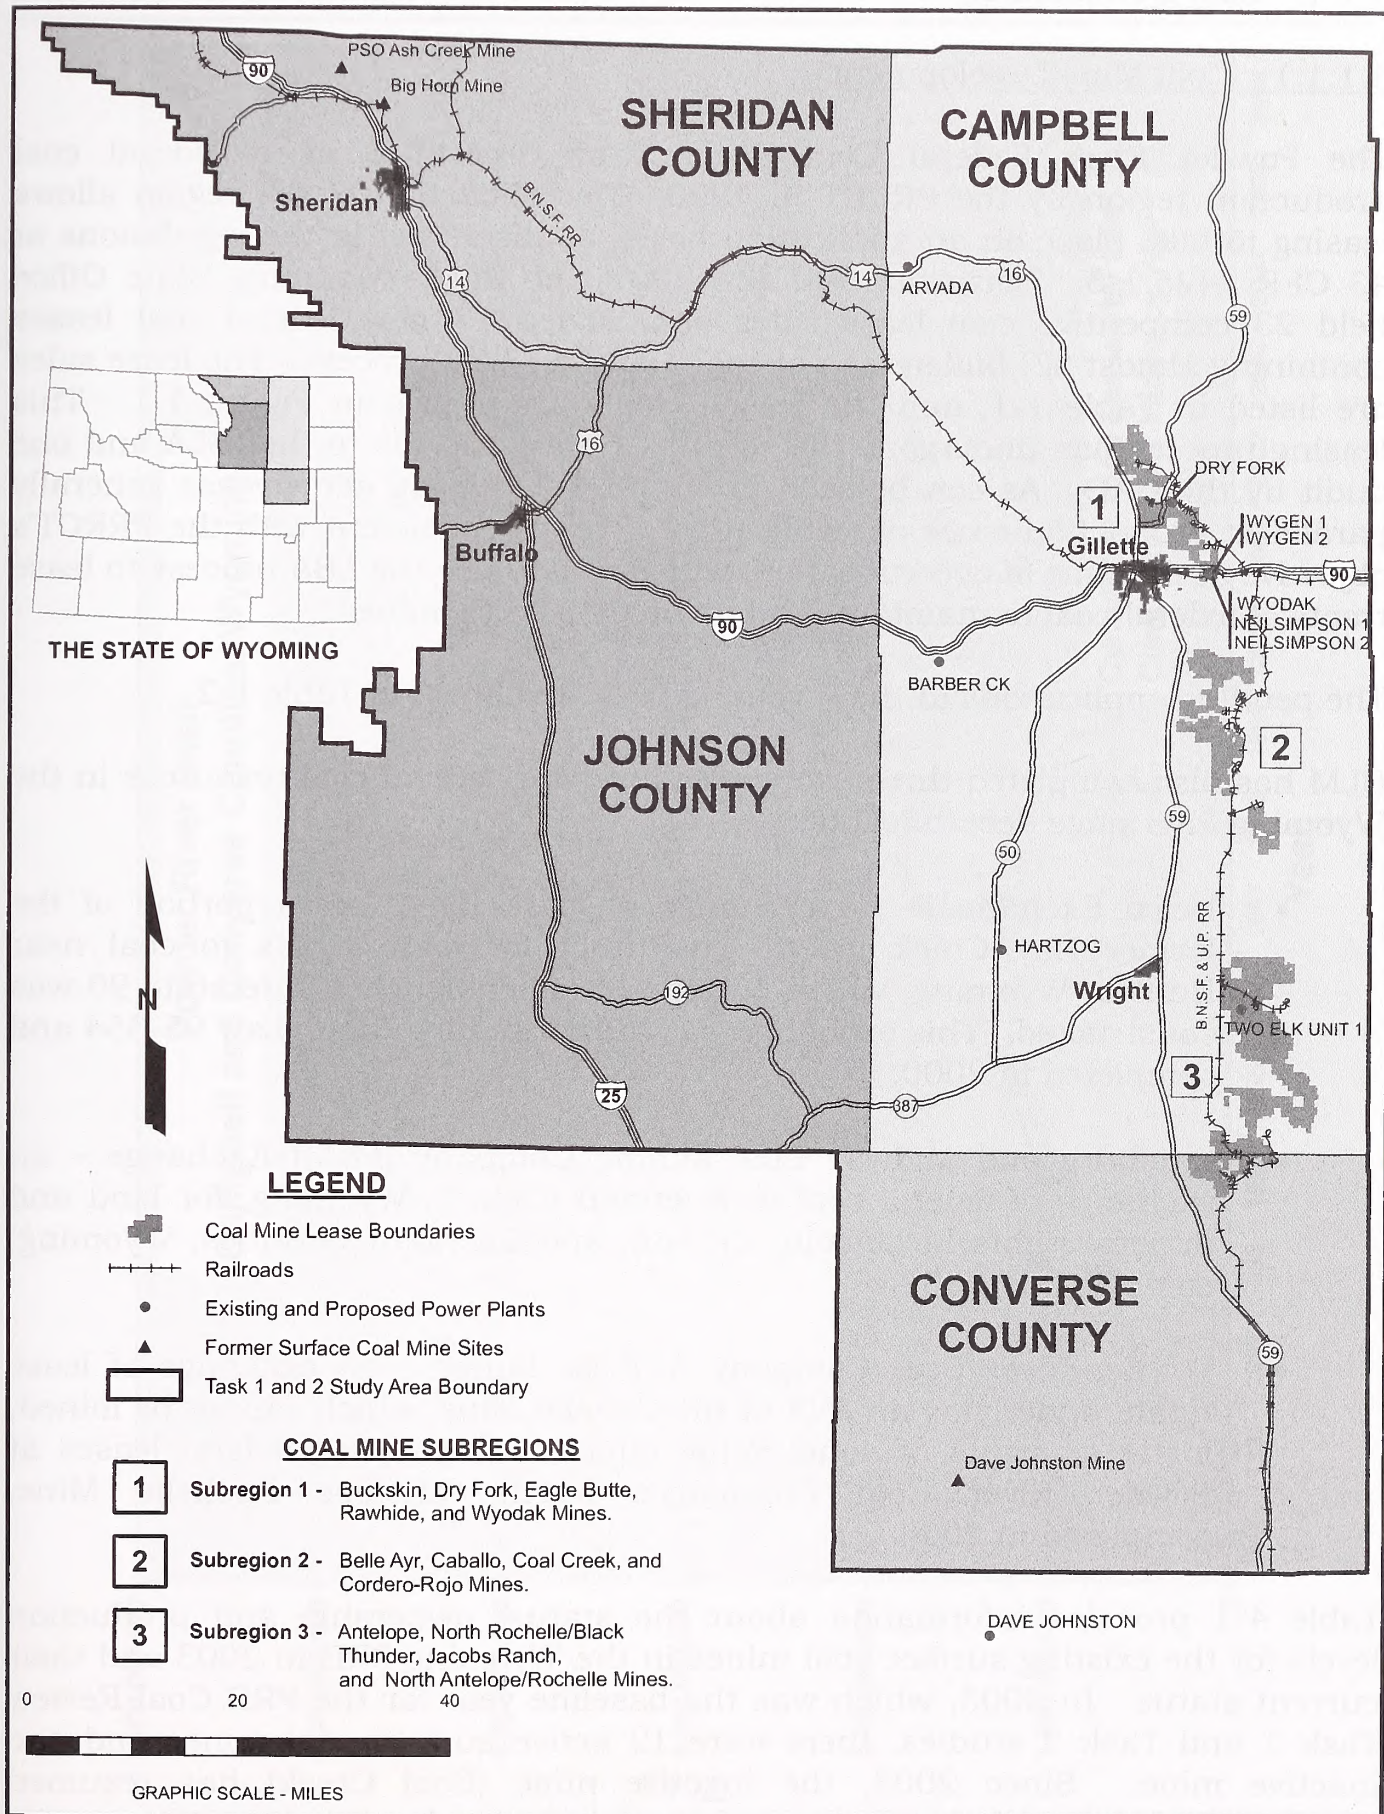 PSO Ash Creek Mine
90
Big Horn Mine
SHERIDAN
COUNTY
CAMPBELL
COUNTY
Sheridan
B.N.S.F. RR
14
14
16
ARVADA
59
16
1
DRY FORK
Gillette
WYGEN 1
WYGEN 2
90
Buffalo
WYODAK
NEILSIMPSON 1
NEILSIMPSON 2
90
THE STATE OF WYOMING
BARBER CK
JOHNSON
COUNTY
2
59
50
B.N.S.F. & U.P. RR
HARTZOG
Wright
192
N
TWO ELK UNIT 1
3
25
387
LEGEND
Coal Mine Lease Boundaries
Railroads
Existing and Proposed Power Plants
Former Surface Coal Mine Sites
Task 1 and 2 Study Area Boundary
CONVERSE
COUNTY
59
Dave Johnston Mine
DAVE JOHNSTON
COAL MINE SUBREGIONS
1 Subregion 1 - Buckskin, Dry Fork, Eagle Butte,
Rawhide, and Wyodak Mines.
2 Subregion 2 - Belle Ayr, Caballo, Coal Creek, and
Cordero-Rojo Mines.
3 Subregion 3 - Antelope, North Rochelle/Black
Thunder, Jacobs Ranch,
and North Antelope/Rochelle Mines.
0 20 40
GRAPHIC SCALE - MILES